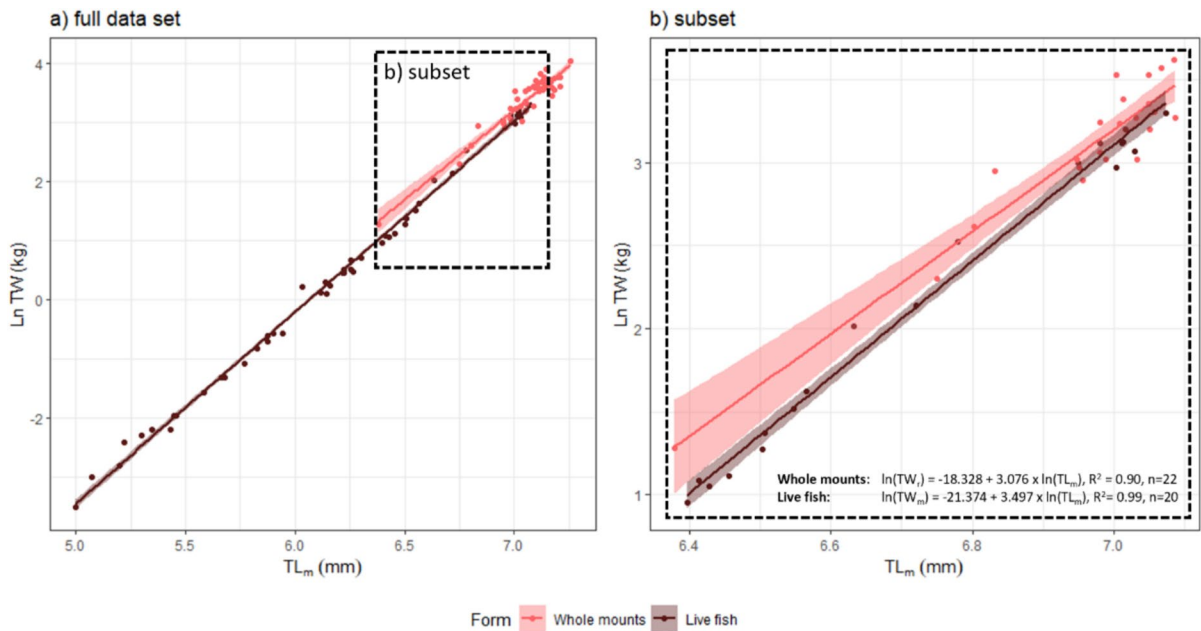 a) full data set
b) subset
4
2
0
-2
Ln TW (kg)
5.0 5.5 6.0 6.5 7.0
TLm (mm)
b) subset
3
2
1
Ln TW (kg)
Whole mounts: ln(TWr) = -18.328 + 3.076 x ln(TLm), R² = 0.90, n=22
Live fish: ln(TWm) = -21.374 + 3.497 x ln(TLm), R² = 0.99, n=20
6.4 6.6 6.8 7.0
TLm (mm)
Form Whole mounts Live fish